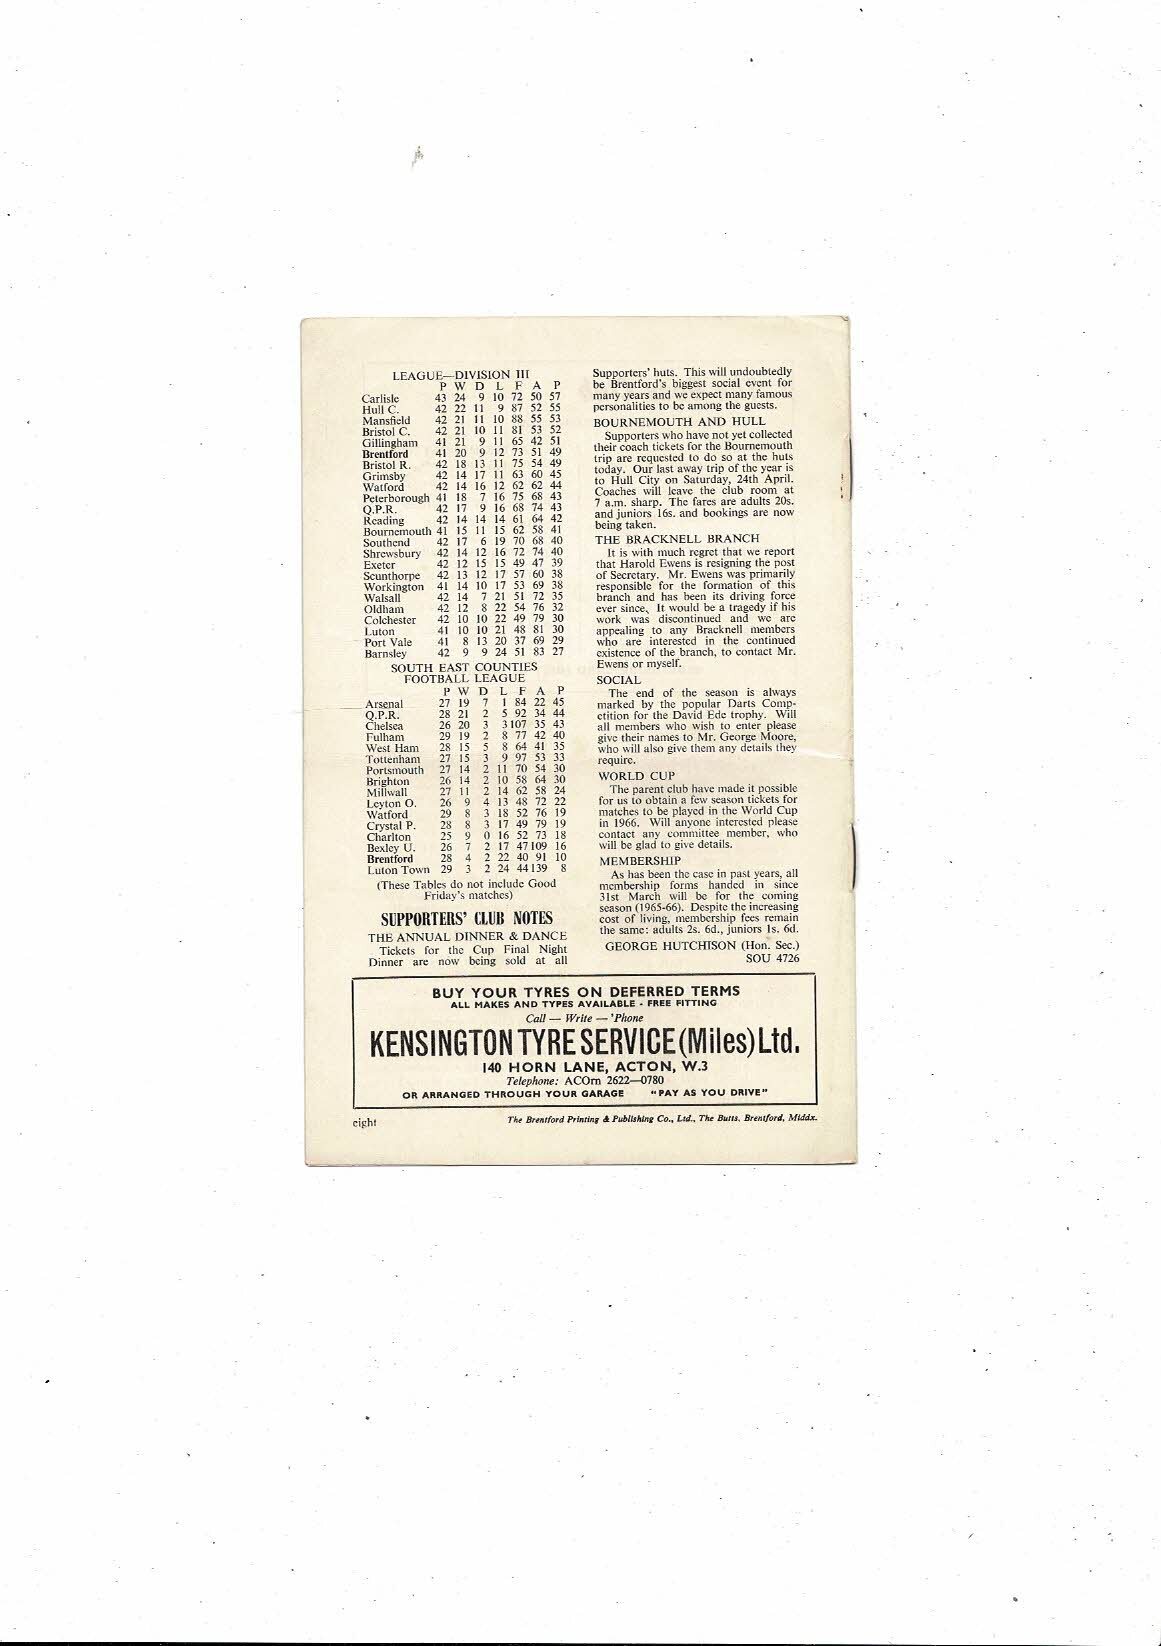 LEAGUE—DIVISION III
P W D L F A P
Carlisle 43 24 9 10 72 50 57
Hull C. 42 22 11 9 87 52 55
Mansfield 42 21 11 10 88 55 53
Bristol C. 42 21 10 11 81 53 52
Gillingham 41 21 9 11 65 42 51
Brentford 41 20 9 12 73 51 49
Bristol R. 42 18 13 11 75 54 49
Grimsby 42 14 17 11 63 60 45
Watford 42 14 16 12 62 62 44
Peterborough 41 18 7 16 75 68 43
Q.P.R. 42 17 9 16 68 74 43
Reading 42 14 14 14 61 64 42
Bournemouth 41 15 11 15 62 58 41
Southend 42 17 6 19 70 68 40
Shrewsbury 42 14 12 16 72 74 40
Exeter 42 12 15 15 49 47 39
Scunthorpe 42 13 12 17 57 60 38
Workington 41 14 10 17 53 69 38
Walsall 42 14 7 21 51 72 35
Oldham 42 12 8 22 54 76 32
Colchester 42 10 10 22 49 79 30
Luton 41 10 10 21 48 81 30
Port Vale 41 8 13 20 37 69 29
Barnsley 42 9 9 24 51 83 27
SOUTH EAST COUNTIES
FOOTBALL LEAGUE
P W D L F A P
Arsenal 27 19 7 1 84 22 45
Q.P.R. 28 21 2 5 92 34 44
Chelsea 26 20 3 3 107 35 43
Fulham 29 19 2 8 77 42 40
West Ham 28 15 5 8 64 41 35
Tottenham 27 15 3 9 97 53 33
Portsmouth 27 14 2 11 70 54 30
Brighton 26 14 2 10 58 64 30
Millwall 27 11 2 14 62 58 24
Leyton O. 26 9 4 13 48 72 22
Watford 29 8 3 18 52 76 19
Crystal P. 28 8 3 17 49 79 19
Charlton 25 9 0 16 52 73 18
Bexley U. 26 7 2 17 47 109 16
Brentford 28 4 2 22 40 91 10
Luton Town 29 3 2 24 44 139 8
(These Tables do not include Good
Friday's matches)
SUPPORTERS' CLUB NOTES
THE ANNUAL DINNER & DANCE
Tickets for the Cup Final Night
Dinner are now being sold at all
Supporters' huts. This will undoubtedly
be Brentford's biggest social event for
many years and we expect many famous
personalities to be among the guests.
BOURNEMOUTH AND HULL
Supporters who have not yet collected
their coach tickets for the Bournemouth
trip are requested to do so at the huts
today. Our last away trip of the year is
to Hull City on Saturday, 24th April.
Coaches will leave the club room at
7 a.m. sharp. The fares are adults 20s.
and juniors 16s. and bookings are now
being taken.
THE BRACKNELL BRANCH
It is with much regret that we report
that Harold Ewens is resigning the post
of Secretary. Mr. Ewens was primarily
responsible for the formation of this
branch and has been its driving force
ever since, It would be a tragedy if his
work was discontinued and we are
appealing to any Bracknell members
who are interested in the continued
existence of the branch, to contact Mr.
Ewens or myself.
SOCIAL
The end of the season is always
marked by the popular Darts Comp-
etition for the David Ede trophy. Will
all members who wish to enter please
give their names to Mr. George Moore,
who will also give them any details they
require.
WORLD CUP
The parent club have made it possible
for us to obtain a few season tickets for
matches to be played in the World Cup
in 1966. Will anyone interested please
contact any committee member, who
will be glad to give details.
MEMBERSHIP
As has been the case in past years, all
membership forms handed in since
31st March will be for the coming
season (1965-66). Despite the increasing
cost of living, membership fees remain
the same: adults 2s. 6d., juniors 1s. 6d.
GEORGE HUTCHISON (Hon. Sec.)
SOU 4726
BUY YOUR TYRES ON DEFERRED TERMS
ALL MAKES AND TYPES AVAILABLE - FREE FITTING
Call — Write — 'Phone
KENSINGTON TYRE SERVICE (Miles) Ltd.
140 HORN LANE, ACTON, W.3
Telephone: ACOrn 2622—0780
OR ARRANGED THROUGH YOUR GARAGE "PAY AS YOU DRIVE"
eight
The Brentford Printing & Publishing Co., Ltd., The Butts, Brentford, Middx.